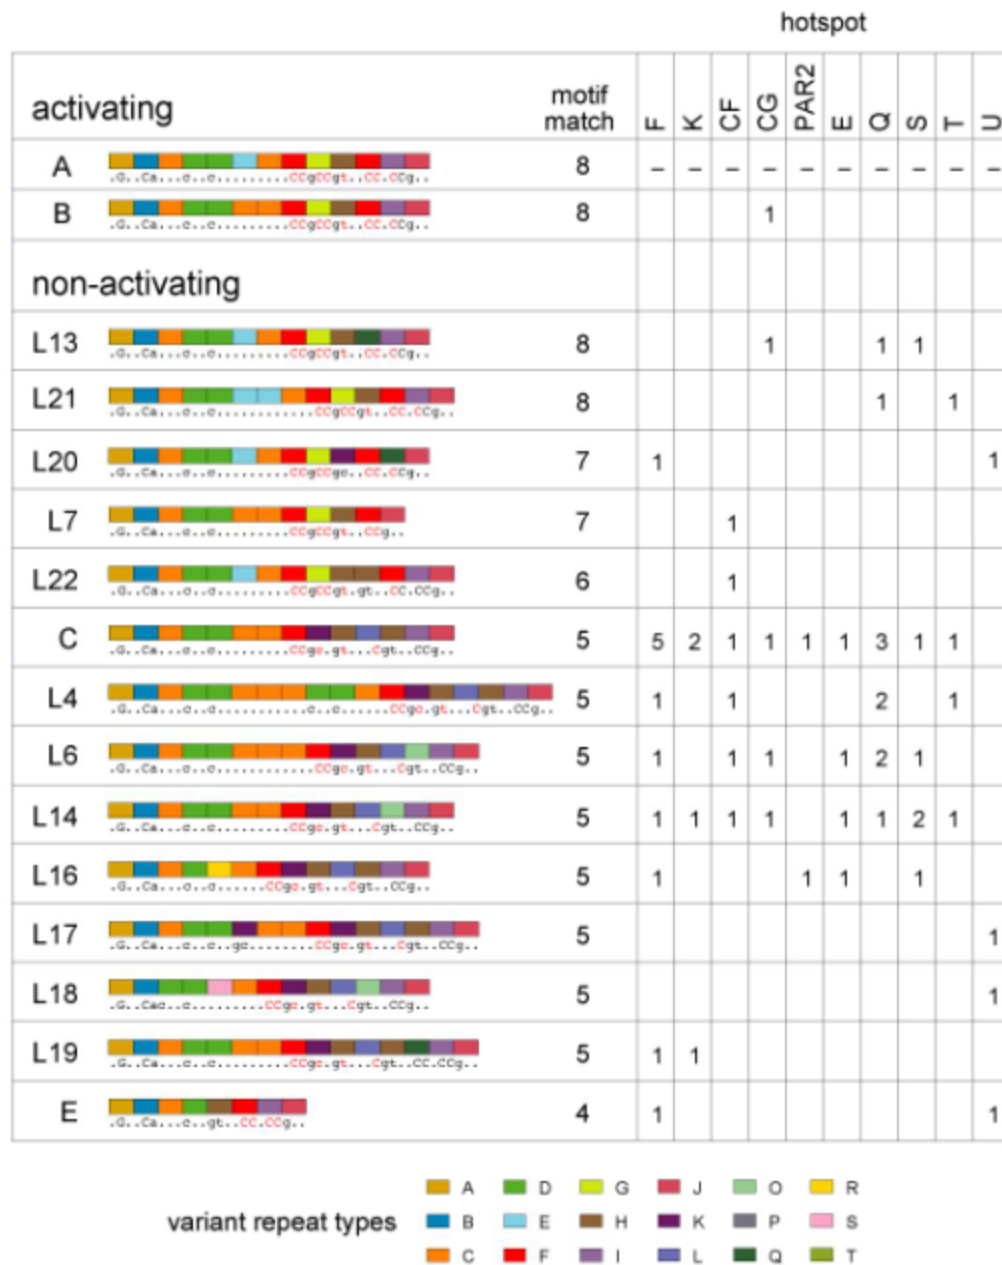 hotspot
activating motif match F K CF CG PAR2 E Q S T U
A 8 – – – – – – – – – –
B 8 1
non-activating
L13 8 1 1 1
L21 8 1 1
L20 7 1 1
L7 7 1
L22 6 1
C 5 5 2 1 1 1 1 3 1 1
L4 5 1 1 2 1
L6 5 1 1 1 1 2 1
L14 5 1 1 1 1 1 1 2 1
L16 5 1 1 1 1
L17 5 1
L18 5 1
L19 5 1 1
E 4 1 1
A D G J O R
variant repeat types B E H K P S
C F I L Q T